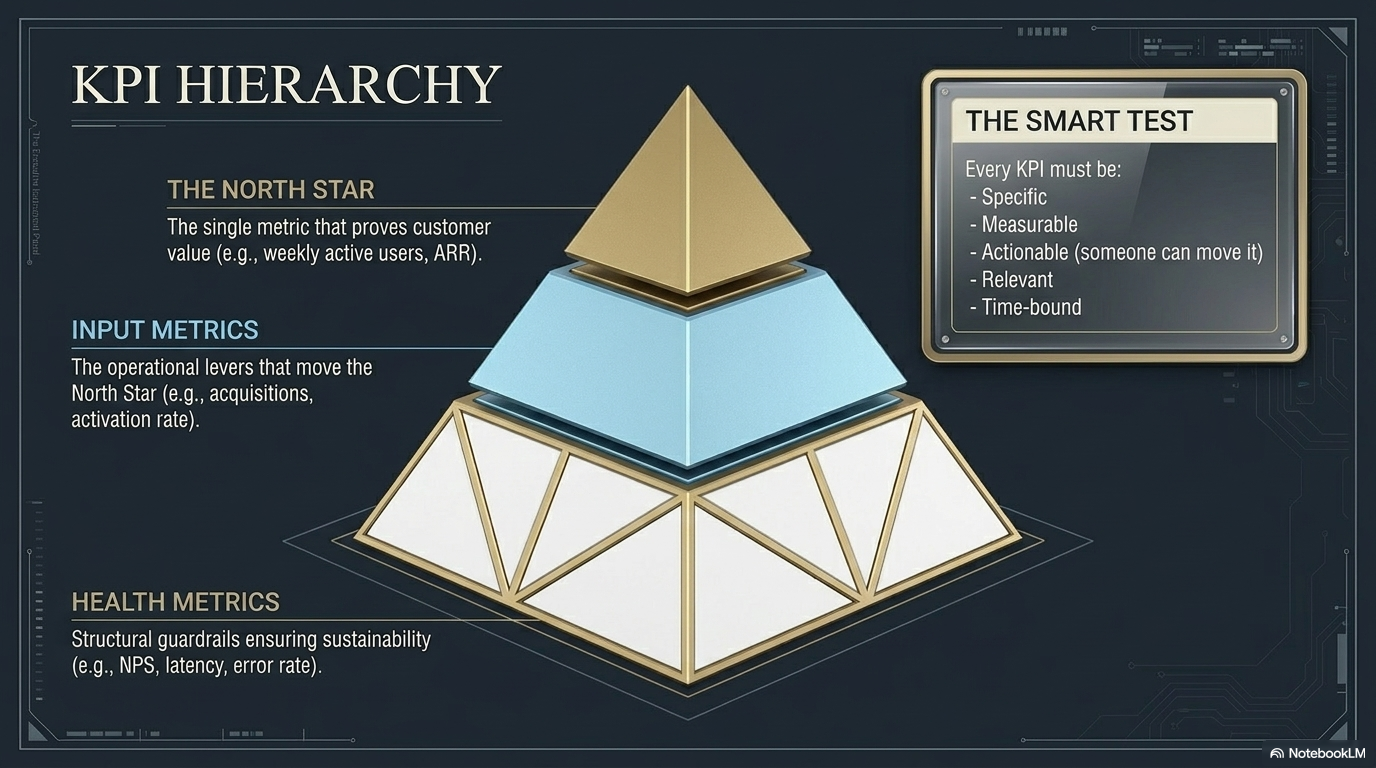 KPI HIERARCHY
THE NORTH STAR
The single metric that proves customer
value (e.g., weekly active users, ARR).
INPUT METRICS
The operational levers that move the
North Star (e.g., acquisitions,
activation rate).
HEALTH METRICS
Structural guardrails ensuring sustainability
(e.g., NPS, latency, error rate).
THE SMART TEST
Every KPI must be:
- Specific
- Measurable
- Actionable (someone can move it)
- Relevant
- Time-bound
NotebookLM